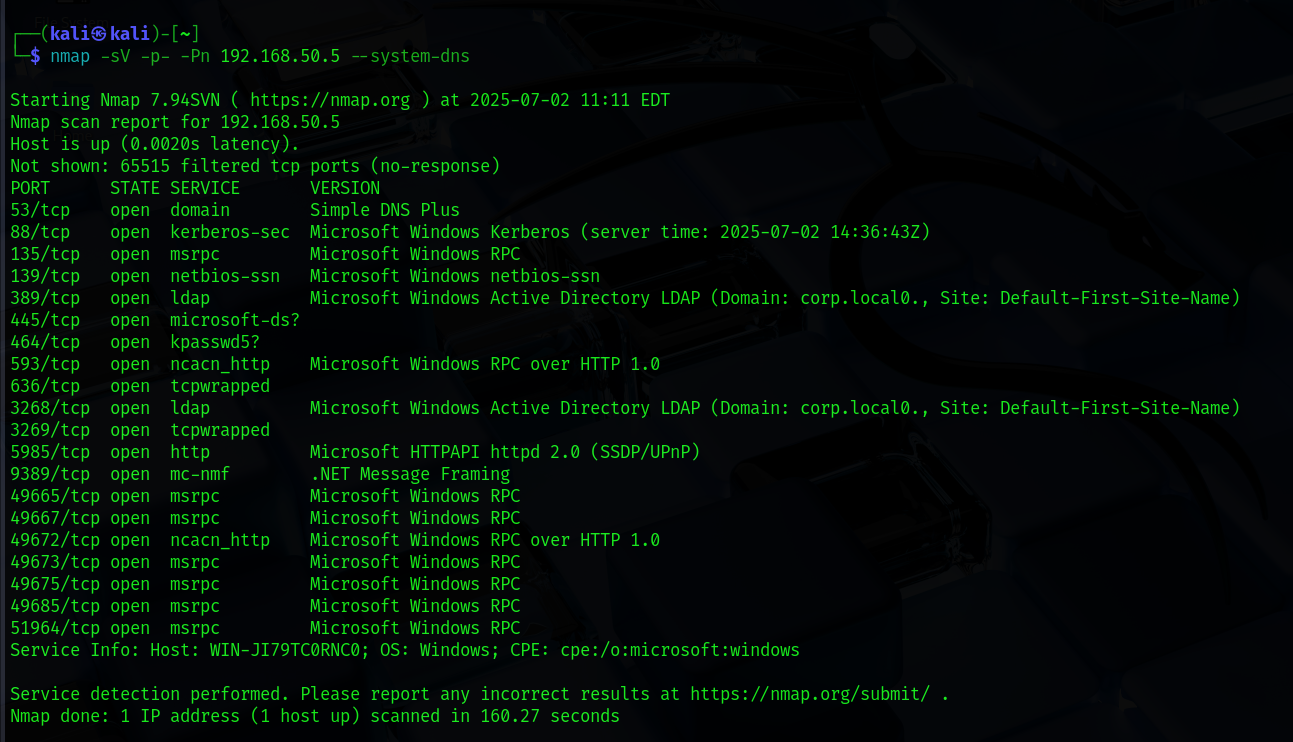 ┌──(kali㉿kali)-[~]
└─$ nmap -sV -p- -Pn 192.168.50.5 --system-dns
Starting Nmap 7.94SVN ( https://nmap.org ) at 2025-07-02 11:11 EDT
Nmap scan report for 192.168.50.5
Host is up (0.0020s latency).
Not shown: 65515 filtered tcp ports (no-response)
PORT      STATE SERVICE       VERSION
53/tcp    open  domain        Simple DNS Plus
88/tcp    open  kerberos-sec  Microsoft Windows Kerberos (server time: 2025-07-02 14:36:43Z)
135/tcp   open  msrpc         Microsoft Windows RPC
139/tcp   open  netbios-ssn   Microsoft Windows netbios-ssn
389/tcp   open  ldap          Microsoft Windows Active Directory LDAP (Domain: corp.local0., Site: Default-First-Site-Name)
445/tcp   open  microsoft-ds?
464/tcp   open  kpasswd5?
593/tcp   open  ncacn_http    Microsoft Windows RPC over HTTP 1.0
636/tcp   open  tcpwrapped
3268/tcp  open  ldap          Microsoft Windows Active Directory LDAP (Domain: corp.local0., Site: Default-First-Site-Name)
3269/tcp  open  tcpwrapped
5985/tcp  open  http          Microsoft HTTPAPI httpd 2.0 (SSDP/UPnP)
9389/tcp  open  mc-nmf        .NET Message Framing
49665/tcp open  msrpc         Microsoft Windows RPC
49667/tcp open  msrpc         Microsoft Windows RPC
49672/tcp open  ncacn_http    Microsoft Windows RPC over HTTP 1.0
49673/tcp open  msrpc         Microsoft Windows RPC
49675/tcp open  msrpc         Microsoft Windows RPC
49685/tcp open  msrpc         Microsoft Windows RPC
51964/tcp open  msrpc         Microsoft Windows RPC
Service Info: Host: WIN-JI79TC0RNC0; OS: Windows; CPE: cpe:/o:microsoft:windows
Service detection performed. Please report any incorrect results at https://nmap.org/submit/ .
Nmap done: 1 IP address (1 host up) scanned in 160.27 seconds